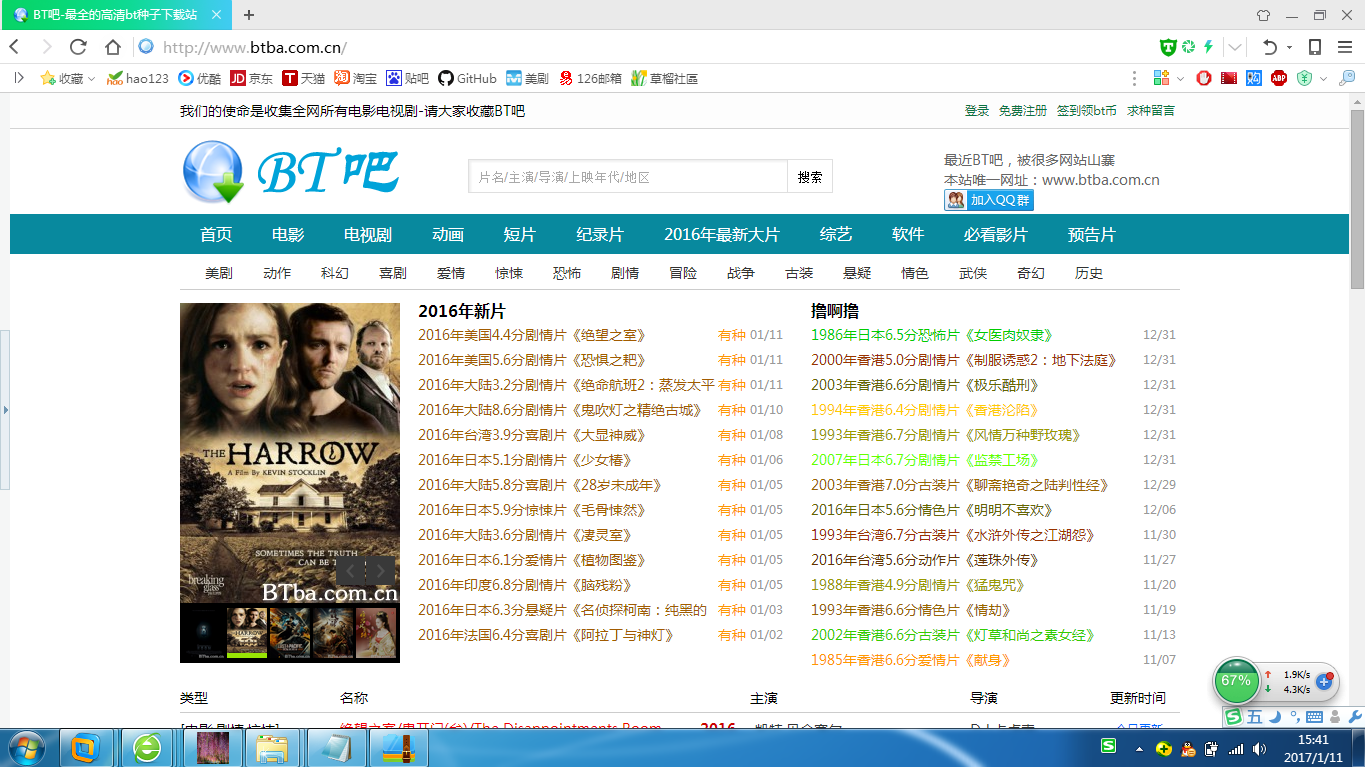 BT吧-最全的高清bt种子下载站
http://www.btba.com.cn/
收藏 hao123 优酷 JD 京东 T 天猫 淘 淘宝 贴吧 GitHub 美剧 126邮箱 草榴社區 购 ABP
我们的使命是收集全网所有电影电视剧-请大家收藏BT吧 登录 免费注册 签到领bt币 求种留言
BT吧
片名/主演/导演/上映年代/地区 搜索
最近BT吧，被很多网站山寨
本站唯一网址：www.btba.com.cn
加入QQ群
首页 电影 电视剧 动画 短片 纪录片 2016年最新大片 综艺 软件 必看影片 预告片
美剧 动作 科幻 喜剧 爱情 惊悚 恐怖 剧情 冒险 战争 古装 悬疑 情色 武侠 奇幻 历史
THE HARROW
A Film By KEVIN STOCKLIN
SOMETIMES THE TRUTH
CAN BE
breaking glass
BTba.com.cn
2016年新片
2016年美国4.4分剧情片《绝望之室》 有种 01/11
2016年美国5.6分剧情片《恐惧之耙》 有种 01/11
2016年大陆3.2分剧情片《绝命航班2：蒸发太平 有种 01/11
2016年大陆8.6分剧情片《鬼吹灯之精绝古城》 有种 01/10
2016年台湾3.9分喜剧片《大显神威》 有种 01/08
2016年日本5.1分剧情片《少女椿》 有种 01/06
2016年大陆5.8分喜剧片《28岁未成年》 有种 01/05
2016年日本5.9分惊悚片《毛骨悚然》 有种 01/05
2016年大陆3.6分剧情片《凄灵室》 有种 01/05
2016年日本6.1分爱情片《植物图鉴》 有种 01/05
2016年印度6.8分剧情片《脑残粉》 有种 01/05
2016年日本6.3分悬疑片《名侦探柯南：纯黑的 有种 01/03
2016年法国6.4分喜剧片《阿拉丁与神灯》 有种 01/02
撸啊撸
1986年日本6.5分恐怖片《女医肉奴隶》 12/31
2000年香港5.0分剧情片《制服诱惑2：地下法庭》 12/31
2003年香港6.6分剧情片《极乐酷刑》 12/31
1994年香港6.4分剧情片《香港沦陷》 12/31
1993年香港6.7分剧情片《风情万种野玫瑰》 12/31
2007年日本6.7分剧情片《监禁工场》 12/31
2003年香港7.0分古装片《聊斋艳奇之陆判性经》 12/29
2016年日本5.6分情色片《明明不喜欢》 12/06
1993年台湾6.7分古装片《水浒外传之江湖怨》 11/30
2016年台湾5.6分动作片《莲珠外传》 11/27
1988年香港4.9分剧情片《猛鬼咒》 11/20
1993年香港6.6分情色片《情劫》 11/19
2002年香港6.6分古装片《灯草和尚之素女经》 11/13
1985年香港6.6分爱情片《献身》 11/07
类型 名称 主演 导演 更新时间
67% 1.9K/s
4.3K/s
五
15:41
2017/1/11